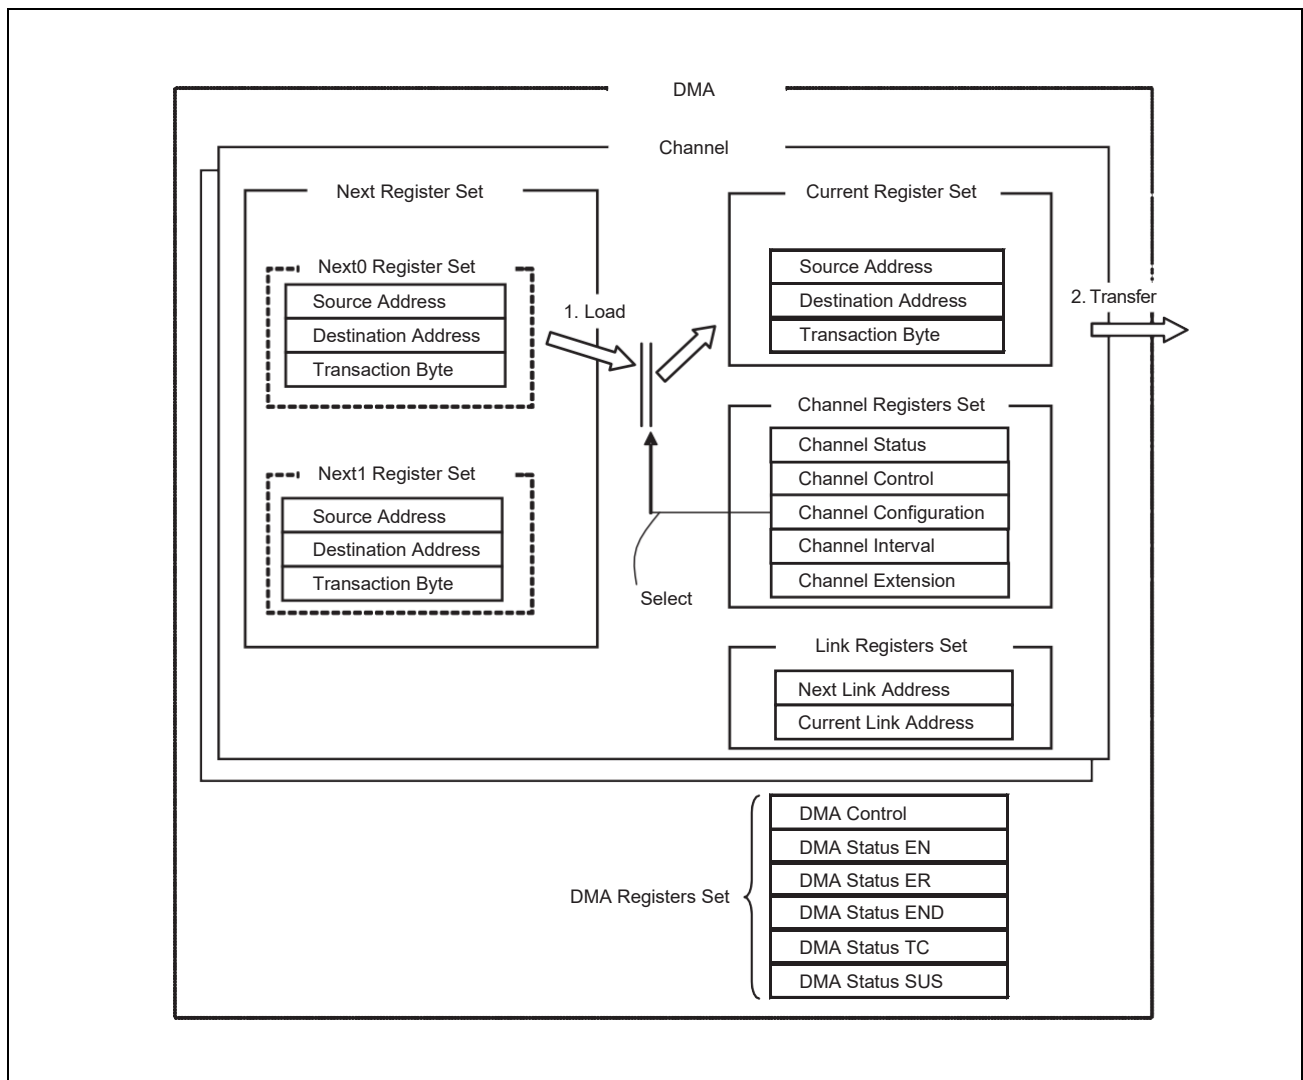 DMA
Channel
Next Register Set
Next0 Register Set
Source Address
Destination Address
Transaction Byte
Next1 Register Set
Source Address
Destination Address
Transaction Byte
1. Load
Select
Current Register Set
Source Address
Destination Address
Transaction Byte
2. Transfer
Channel Registers Set
Channel Status
Channel Control
Channel Configuration
Channel Interval
Channel Extension
Link Registers Set
Next Link Address
Current Link Address
DMA Registers Set
DMA Control
DMA Status EN
DMA Status ER
DMA Status END
DMA Status TC
DMA Status SUS